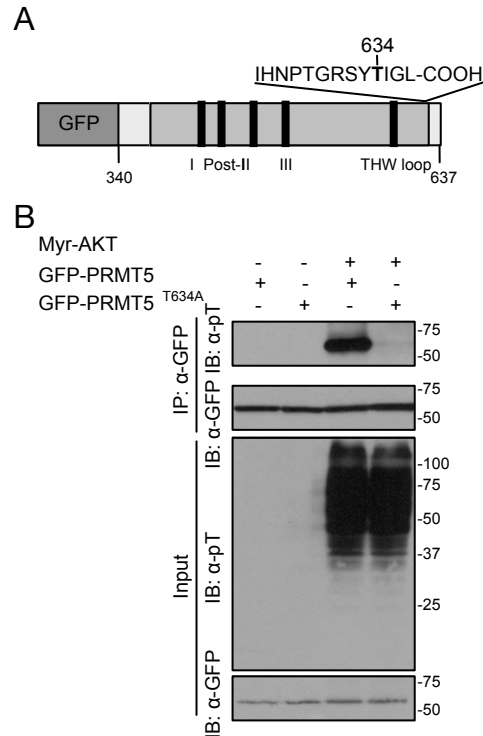 A
634
IHNPTGRSYTIGL-COOH
GFP
I Post-II III THW loop
340 637
B
Myr-AKT - - + +
GFP-PRMT5 + - + -
GFP-PRMT5 T634A - + - +
IP: α-GFP
IB: α-pT
-75
-50
IB: α-GFP
-75
-50
Input
IB: α-pT
-100
-75
-50
-37
-25
IB: α-GFP
-75
-50